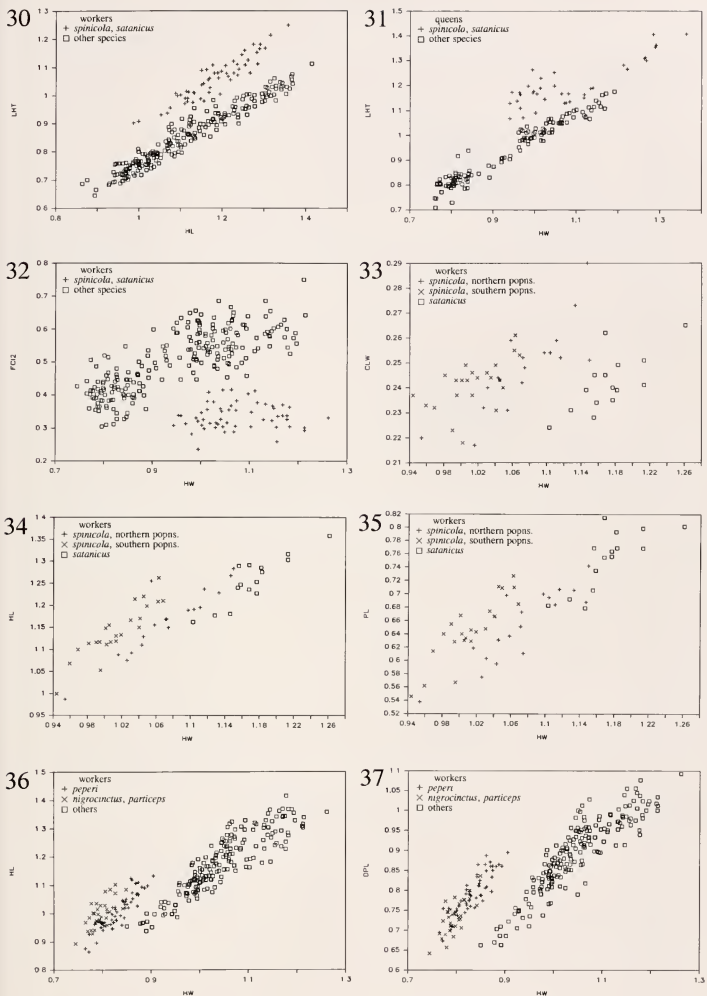 30
workers
+ spinicola, satanicus
□ other species
LHT
1.3
1.2
1.1
1
0.9
0.8
0.7
0.6
1
1.2
1.4
HL
31
queens
+ spinicola, satanicus
□ other species
LHT
1.5
1.4
1.3
1.2
1.1
1
0.9
0.8
0.7
0.7
0.9
1.1
1.3
HW
32
workers
+ spinicola, satanicus
□ other species
FCI2
0.8
0.7
0.6
0.5
0.4
0.3
0.2
0.7
0.9
1.1
1.3
HW
33
workers
+ spinicola, northern popns.
× spinicola, southern popns.
□ satanicus
CLW
0.29
0.28
0.27
0.26
0.25
0.24
0.23
0.22
0.21
0.94 0.98 1.02 1.06 1.1 1.14 1.18 1.22 1.26
HW
34
workers
+ spinicola, northern popns.
× spinicola, southern popns.
□ satanicus
HL
1.4
1.35
1.3
1.25
1.2
1.15
1.1
1.05
1
0.95
0.94 0.98 1.02 1.06 1.1 1.14 1.18 1.22 1.26
HW
35
workers
+ spinicola, northern popns.
× spinicola, southern popns.
□ satanicus
PL
0.82
0.8
0.78
0.76
0.74
0.72
0.7
0.68
0.66
0.64
0.62
0.6
0.58
0.56
0.54
0.52
0.94 0.98 1.02 1.06 1.1 1.14 1.18 1.22 1.26
HW
36
workers
+ peperi
× nigrocinctus, particeps
□ others
HL
1.5
1.4
1.3
1.2
1.1
1
0.9
0.8
0.7
0.9
1.1
1.3
HW
37
workers
+ peperi
× nigrocinctus, particeps
□ others
DPL
1.1
1.05
1
0.95
0.9
0.85
0.8
0.75
0.7
0.65
0.6
0.7
0.9
1.1
1.3
HW